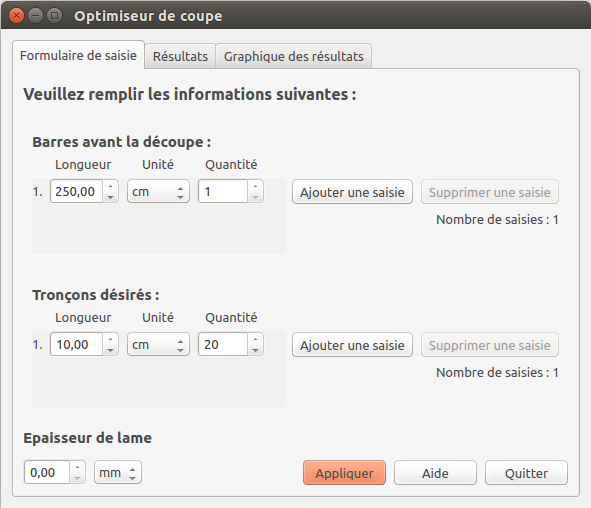 Optimiseur de coupe
Formulaire de saisie Résultats Graphique des résultats
Veuillez remplir les informations suivantes :
Barres avant la découpe :
Longueur Unité Quantité
1. 250,00 cm 1 Ajouter une saisie Supprimer une saisie
Nombre de saisies : 1
Tronçons désirés :
Longueur Unité Quantité
1. 10,00 cm 20 Ajouter une saisie Supprimer une saisie
Nombre de saisies : 1
Epaisseur de lame
0,00 mm Appliquer Aide Quitter